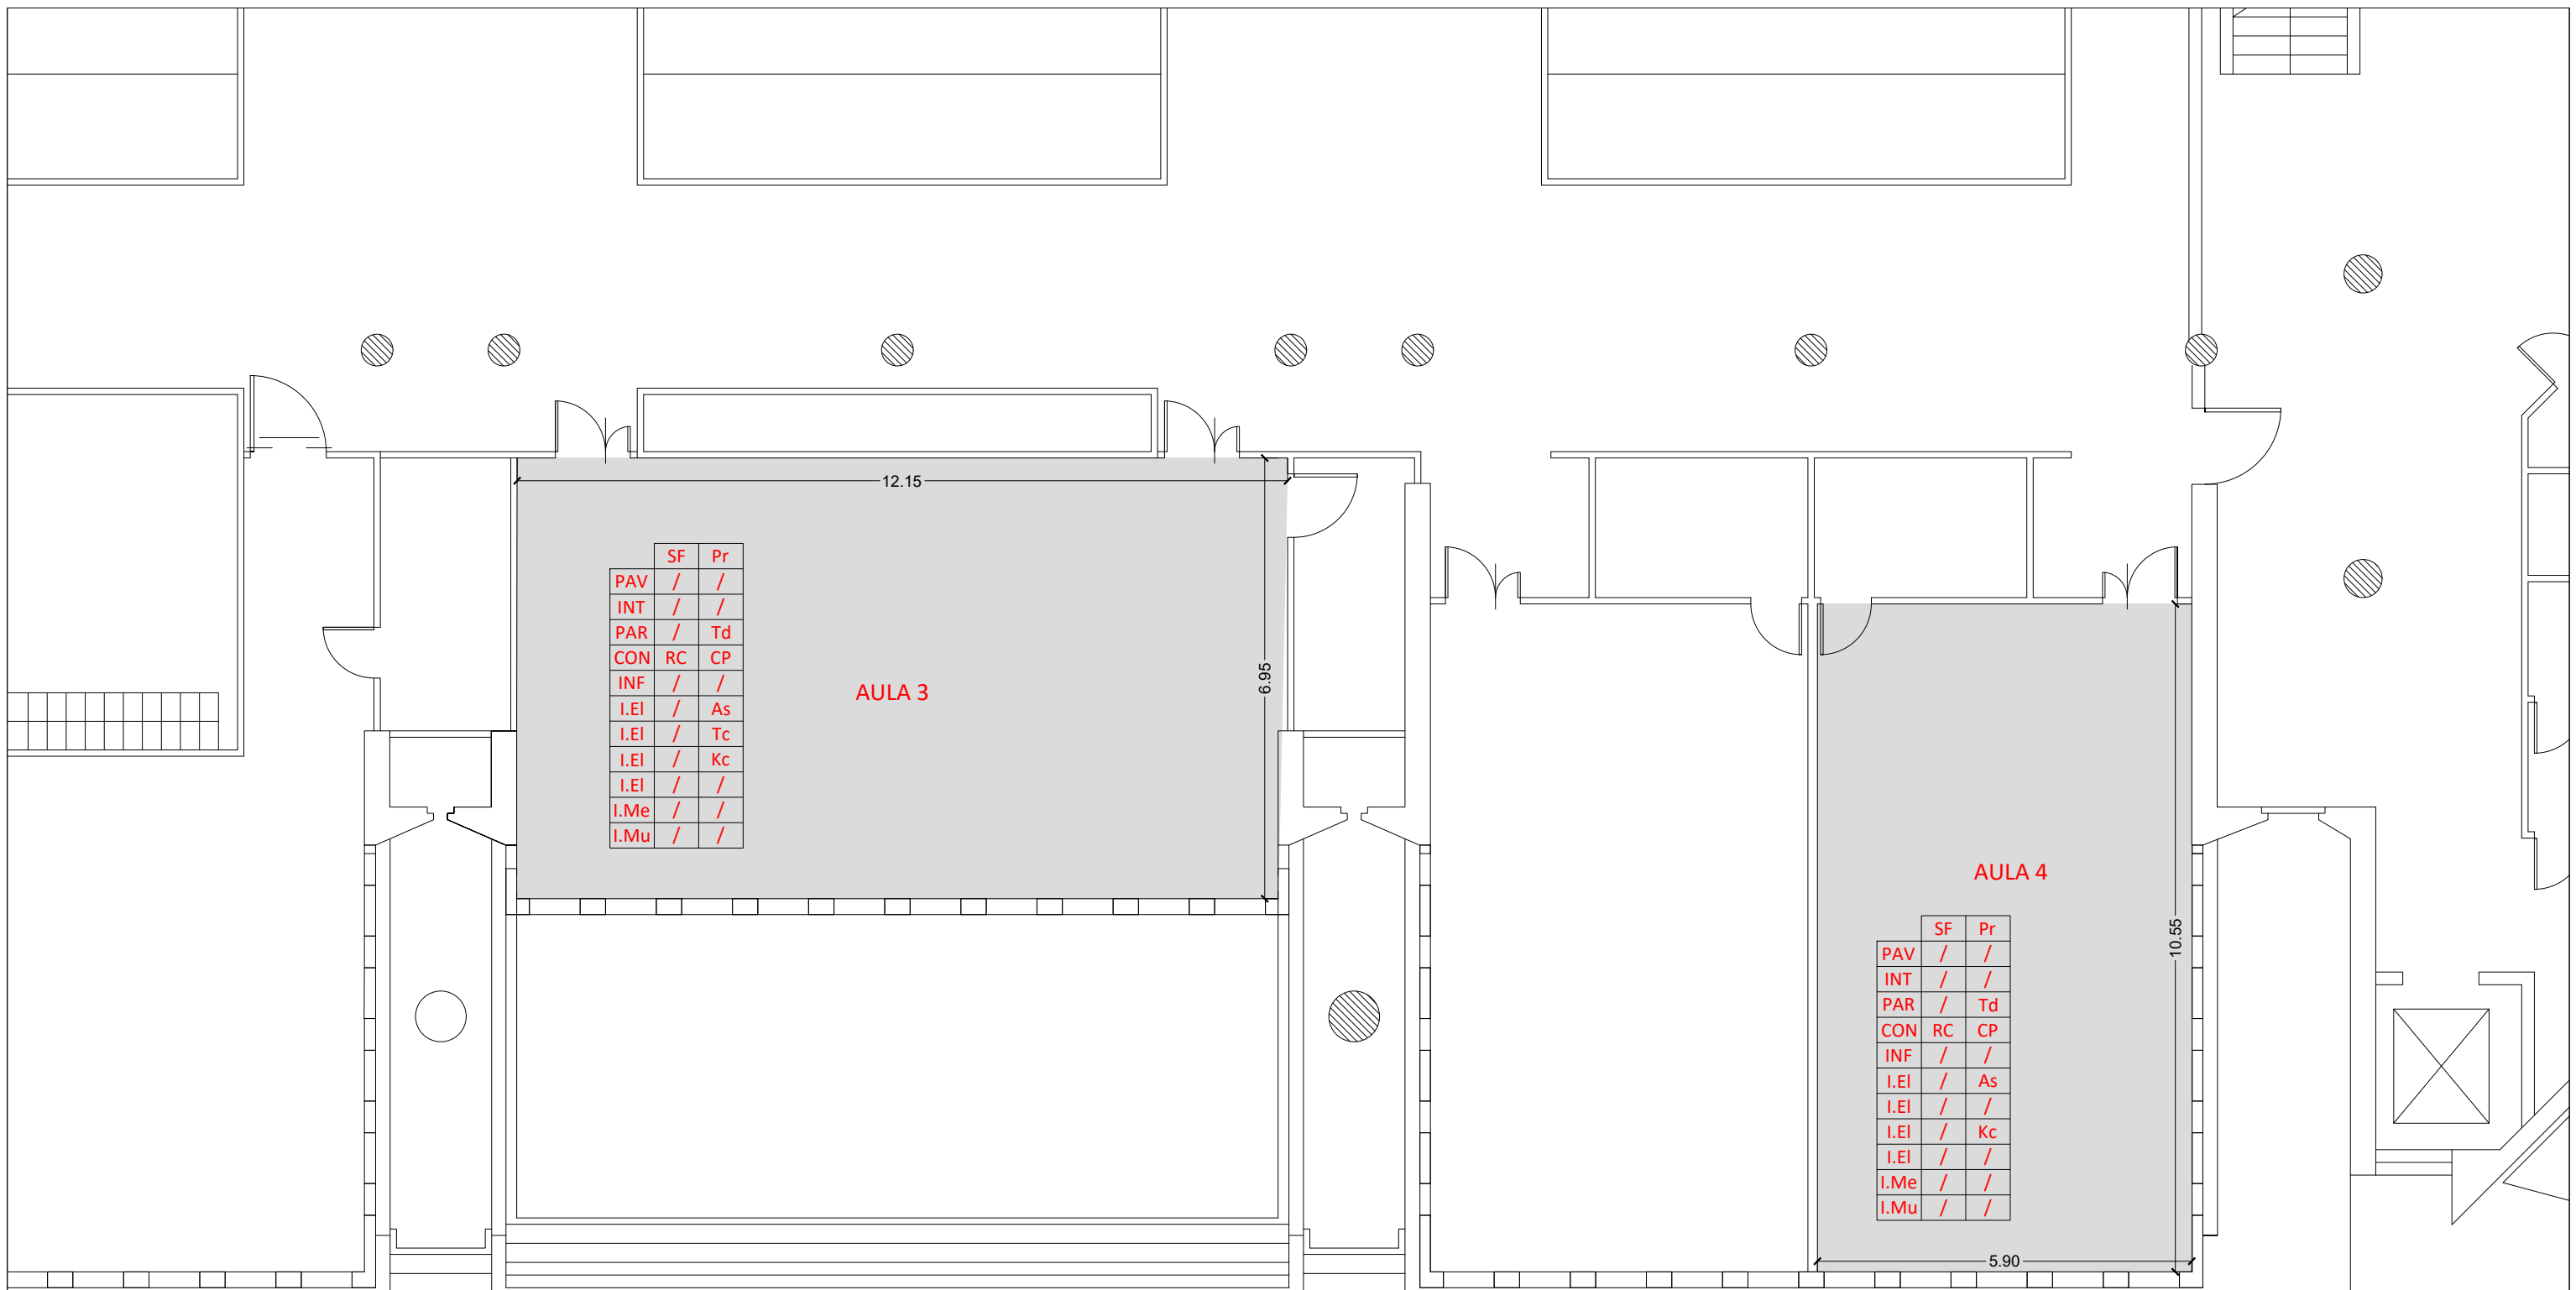 12.15
SF Pr
PAV / /
INT / /
PAR / Td
CON RC CP
INF / /
I.El / As
I.El / Tc
I.El / Kc
I.El / /
I.Me / /
I.Mu / /
AULA 3
6.95
AULA 4
SF Pr
PAV / /
INT / /
PAR / Td
CON RC CP
INF / /
I.El / As
I.El / /
I.El / Kc
I.El / /
I.Me / /
I.Mu / /
10.55
5.90